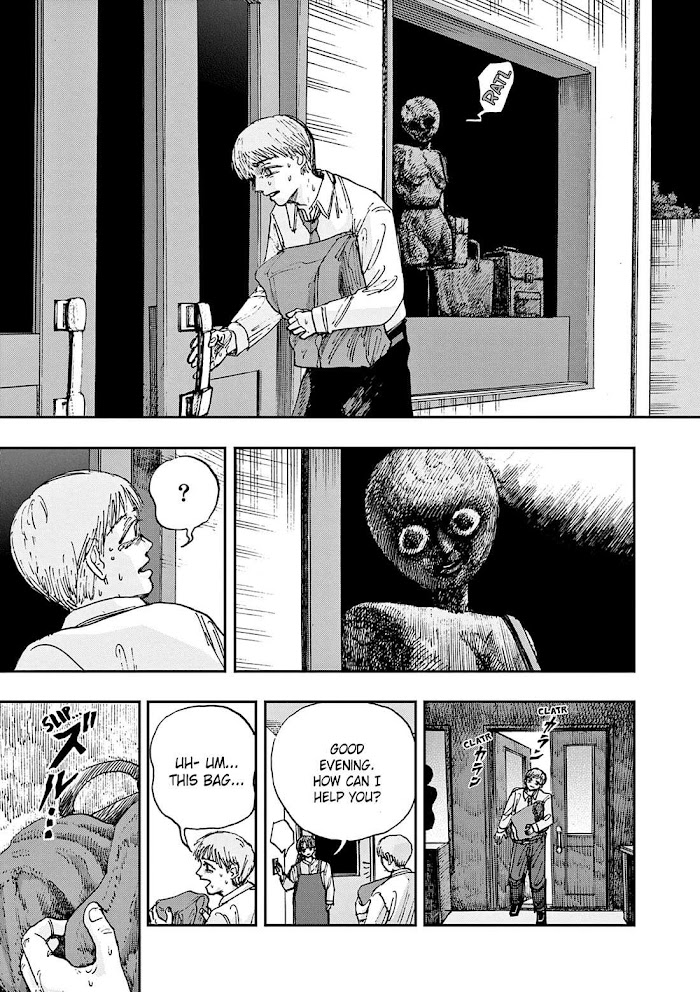 RATL
?
CLATR
カラン
CLATR
カラン
GOOD
EVENING.
HOW CAN I
HELP YOU?
UH- UM...
THIS BAG...
SLIP...
ズル...